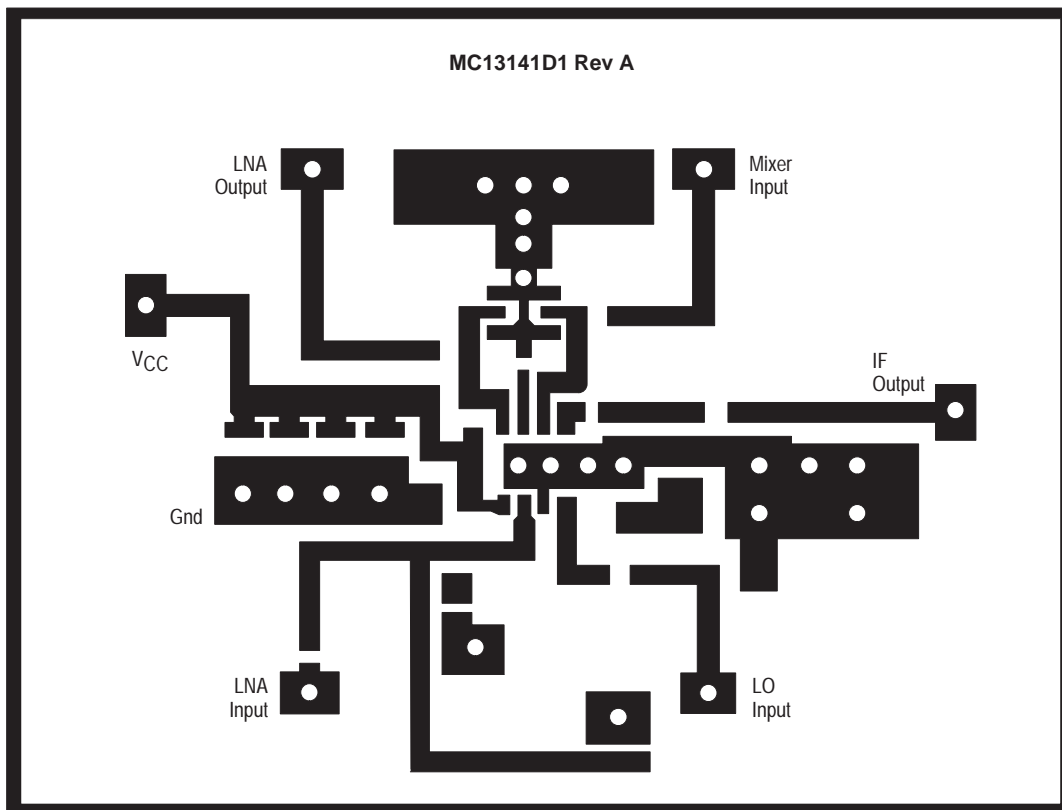 MC13141D1 Rev A
LNA
Output
Mixer
Input
VCC
IF
Output
Gnd
LNA
Input
LO
Input